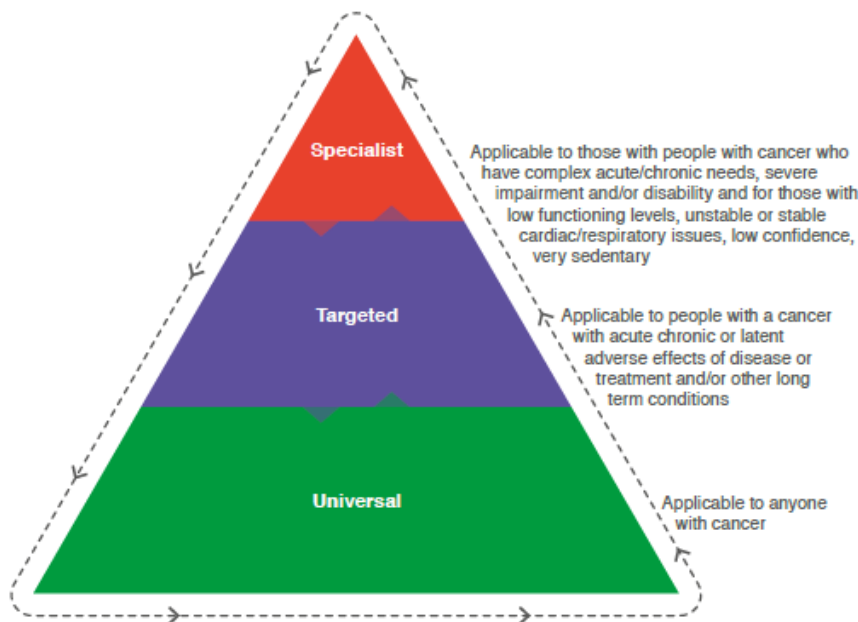 Specialist
Applicable to those with people with cancer who
have complex acute/chronic needs, severe
impairment and/or disability and for those with
low functioning levels, unstable or stable
cardiac/respiratory issues, low confidence,
very sedentary
Targeted
Applicable to people with a cancer
with acute chronic or latent
adverse effects of disease or
treatment and/or other long
term conditions
Universal
Applicable to anyone
with cancer